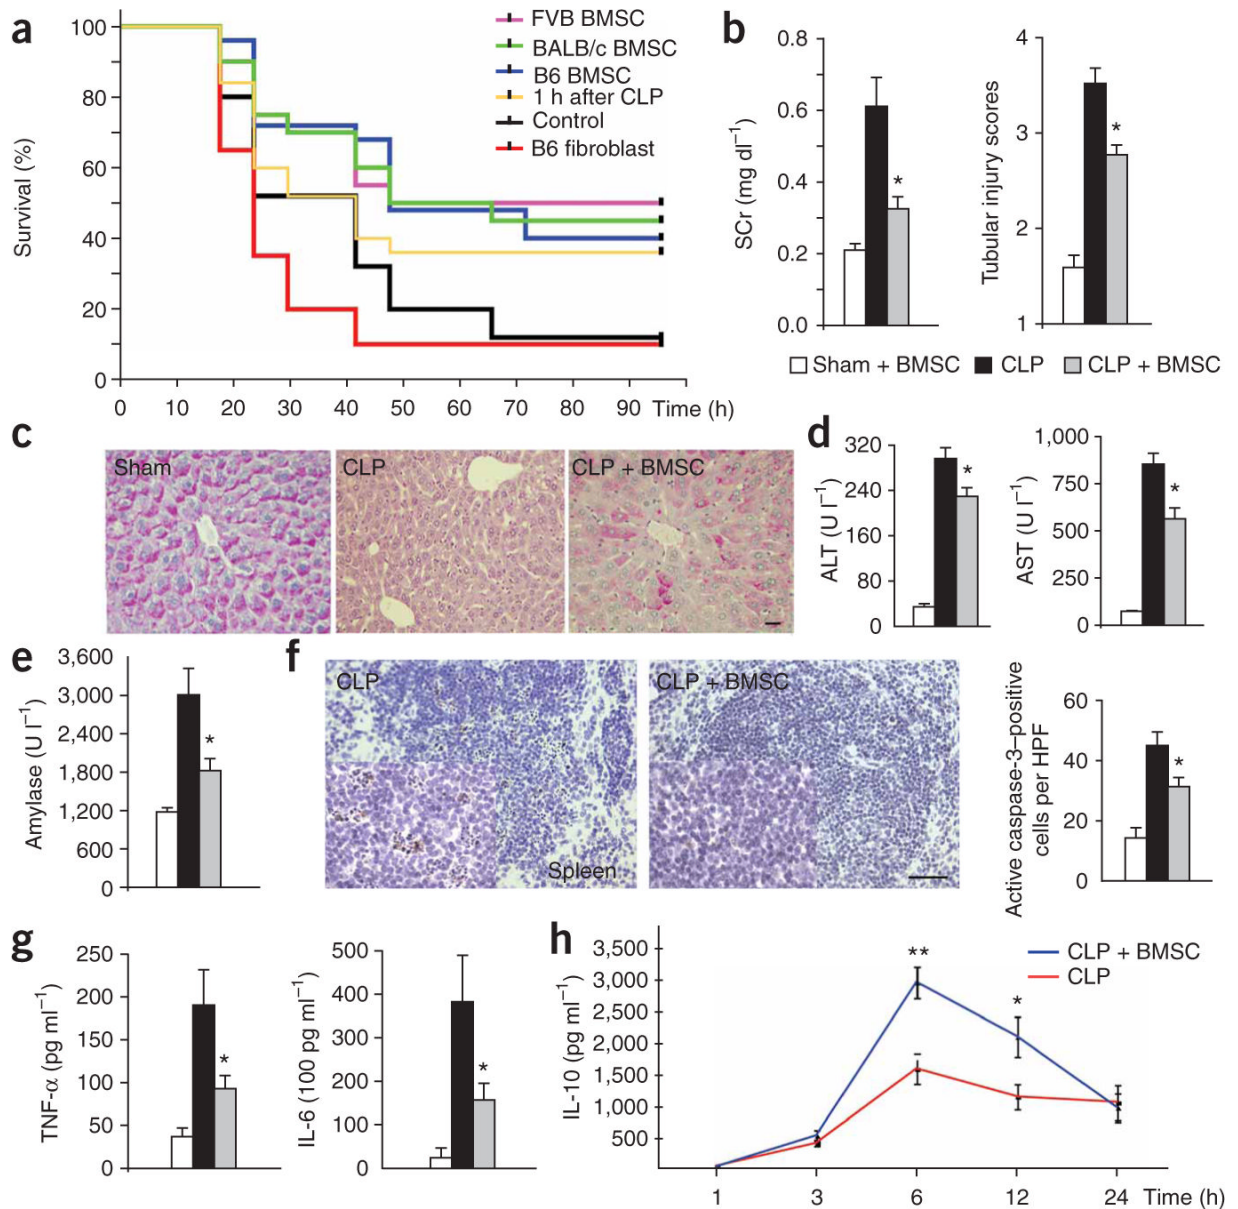 a
FVB BMSC
BALB/c BMSC
B6 BMSC
1 h after CLP
Control
B6 fibroblast
Survival (%)
100
80
60
40
20
0
0 10 20 30 40 50 60 70 80 90 Time (h)
b
SCr (mg dl⁻¹)
0.8
0.6
0.4
0.2
0.0
*
Tubular injury scores
4
3
2
1
*
Sham + BMSC CLP CLP + BMSC
c
Sham
CLP
CLP + BMSC
d
ALT (U l⁻¹)
320
240
160
80
0
*
AST (U l⁻¹)
1,000
750
500
250
0
*
e
Amylase (U l⁻¹)
3,600
3,000
2,400
1,800
1,200
600
0
*
f
CLP
Spleen
CLP + BMSC
Active caspase-3–positive
cells per HPF
60
40
20
0
*
g
TNF-α (pg ml⁻¹)
250
200
150
100
50
0
*
IL-6 (100 pg ml⁻¹)
500
400
300
200
100
0
*
h
IL-10 (pg ml⁻¹)
3,500
3,000
2,500
2,000
1,500
1,000
500
**
*
CLP + BMSC
CLP
1 3 6 12 24 Time (h)